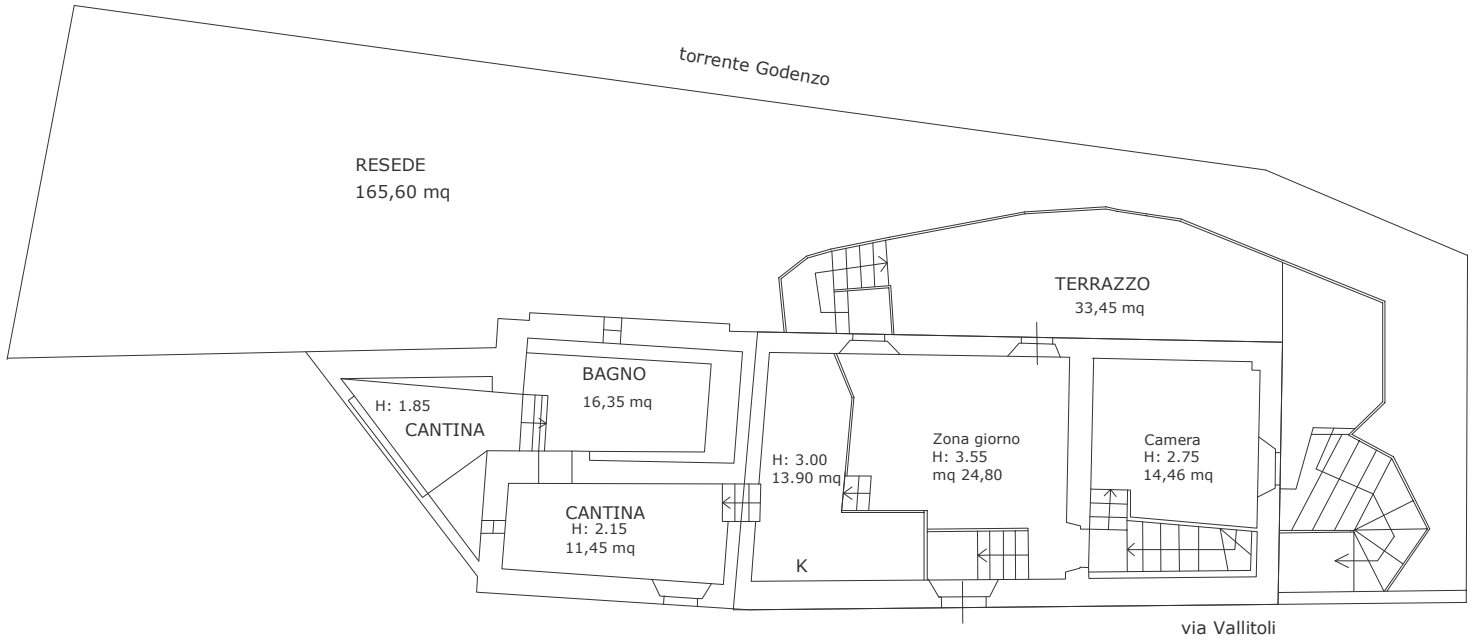 torrente Godenzo
RESEDE
165,60 mq
TERRAZZO
33,45 mq
BAGNO
16,35 mq
H: 1.85
CANTINA
Zona giorno
H: 3.55
mq 24,80
Camera
H: 2.75
14,46 mq
H: 3.00
13.90 mq
CANTINA
H: 2.15
11,45 mq
K
via Vallitoli